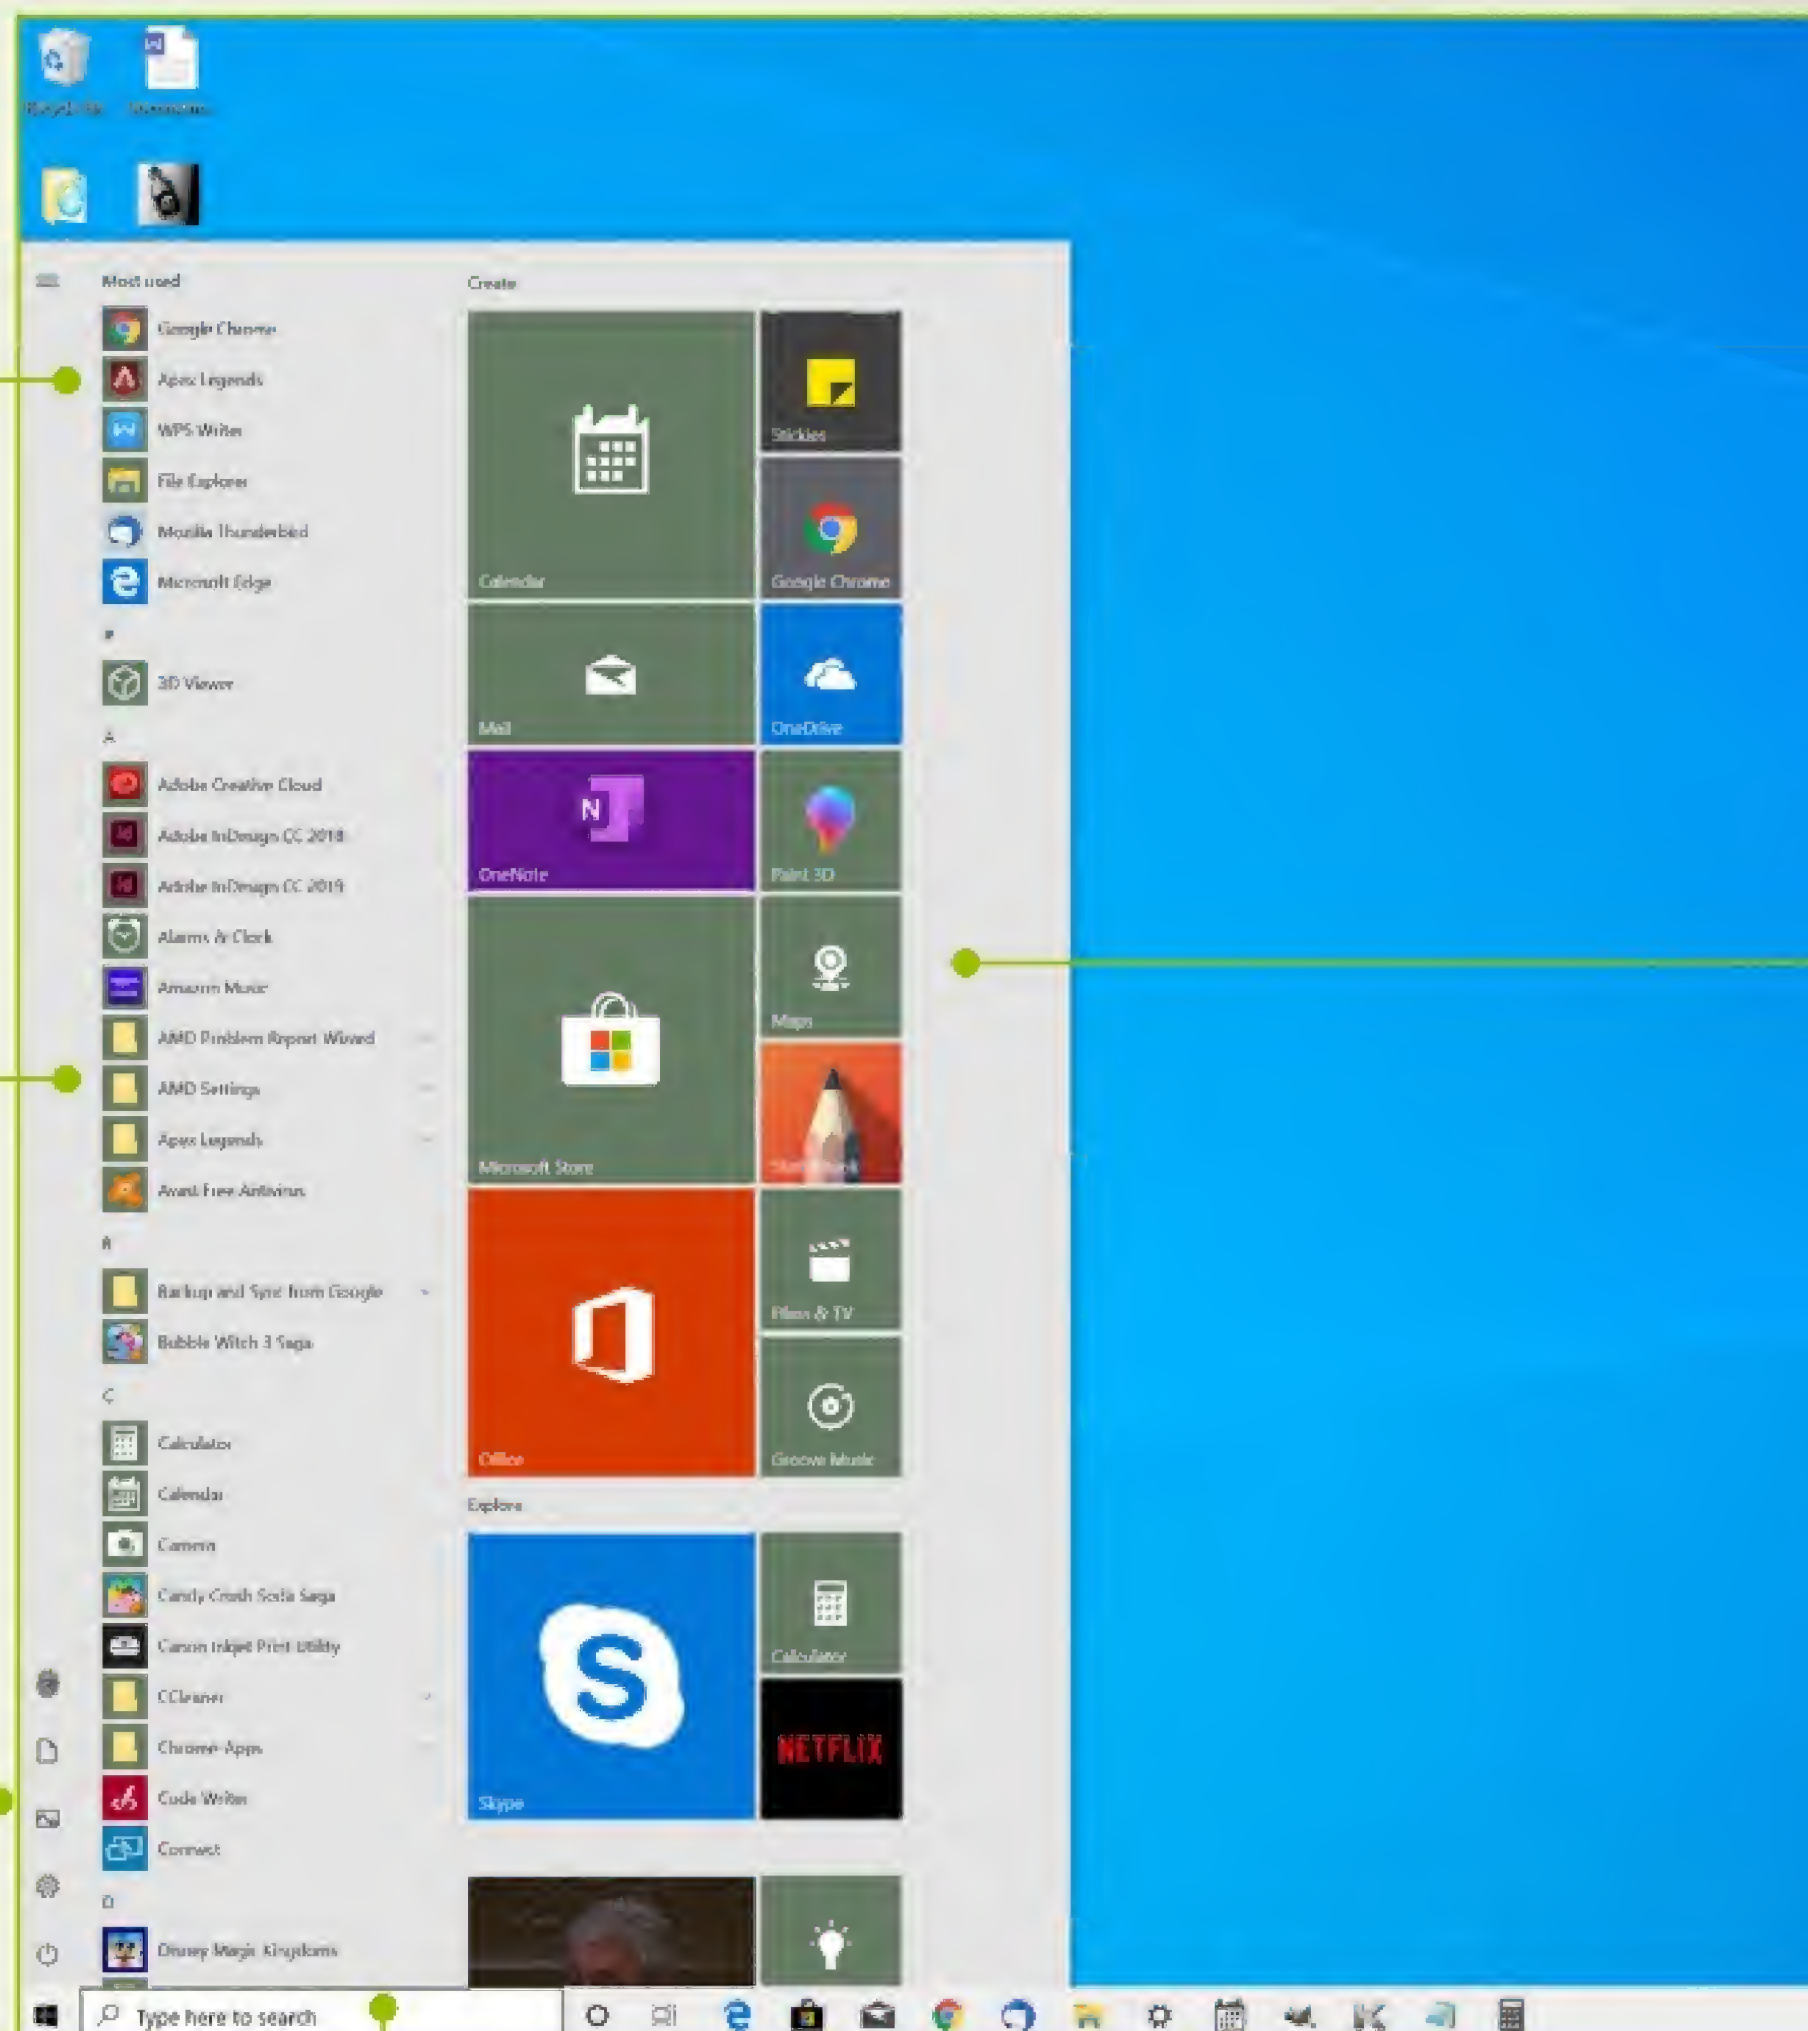 Most used
Google Chrome
Apex Legends
WPS Writer
File Explorer
Mozilla Thunderbird
Microsoft Edge
#
3D Viewer
A
Adobe Creative Cloud
Adobe InDesign CC 2018
Adobe InDesign CC 2019
Alarms & Clock
Amazon Music
AMD Problem Report Wizard
AMD Settings
Apex Legends
Avast Free Antivirus
B
Backup and Sync from Google
Bubble Witch 3 Saga
C
Calculator
Calendar
Camera
Candy Crush Soda Saga
Canon Inkjet Print Utility
CCleaner
Chrome Apps
Code Writer
Connect
D
Disney Magic Kingdoms
Create
Calendar
Stickies
Google Chrome
Mail
OneDrive
N
OneNote
Paint 3D
Microsoft Store
Maps
Office
Films & TV
Groove Music
Explore
S
Skype
Calculator
NETFLIX
Type here to search